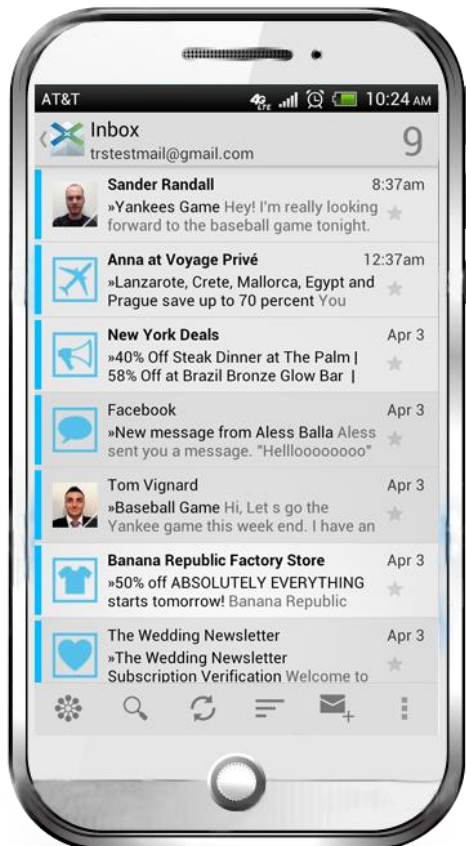 AT&T 4G LTE 10:24 AM
Inbox 9
trstestmail@gmail.com
Sander Randall 8:37am
»Yankees Game Hey! I'm really looking
forward to the baseball game tonight.
Anna at Voyage Privé 12:37am
»Lanzarote, Crete, Mallorca, Egypt and
Prague save up to 70 percent You
New York Deals Apr 3
»40% Off Steak Dinner at The Palm |
58% Off at Brazil Bronze Glow Bar |
Facebook Apr 3
»New message from Aless Balla Aless
sent you a message. "Hellloooooooo"
Tom Vignard Apr 3
»Baseball Game Hi, Let s go the
Yankee game this week end. I have an
Banana Republic Factory Store Apr 3
»50% off ABSOLUTELY EVERYTHING
starts tomorrow! Banana Republic
The Wedding Newsletter Apr 3
»The Wedding Newsletter
Subscription Verification Welcome to